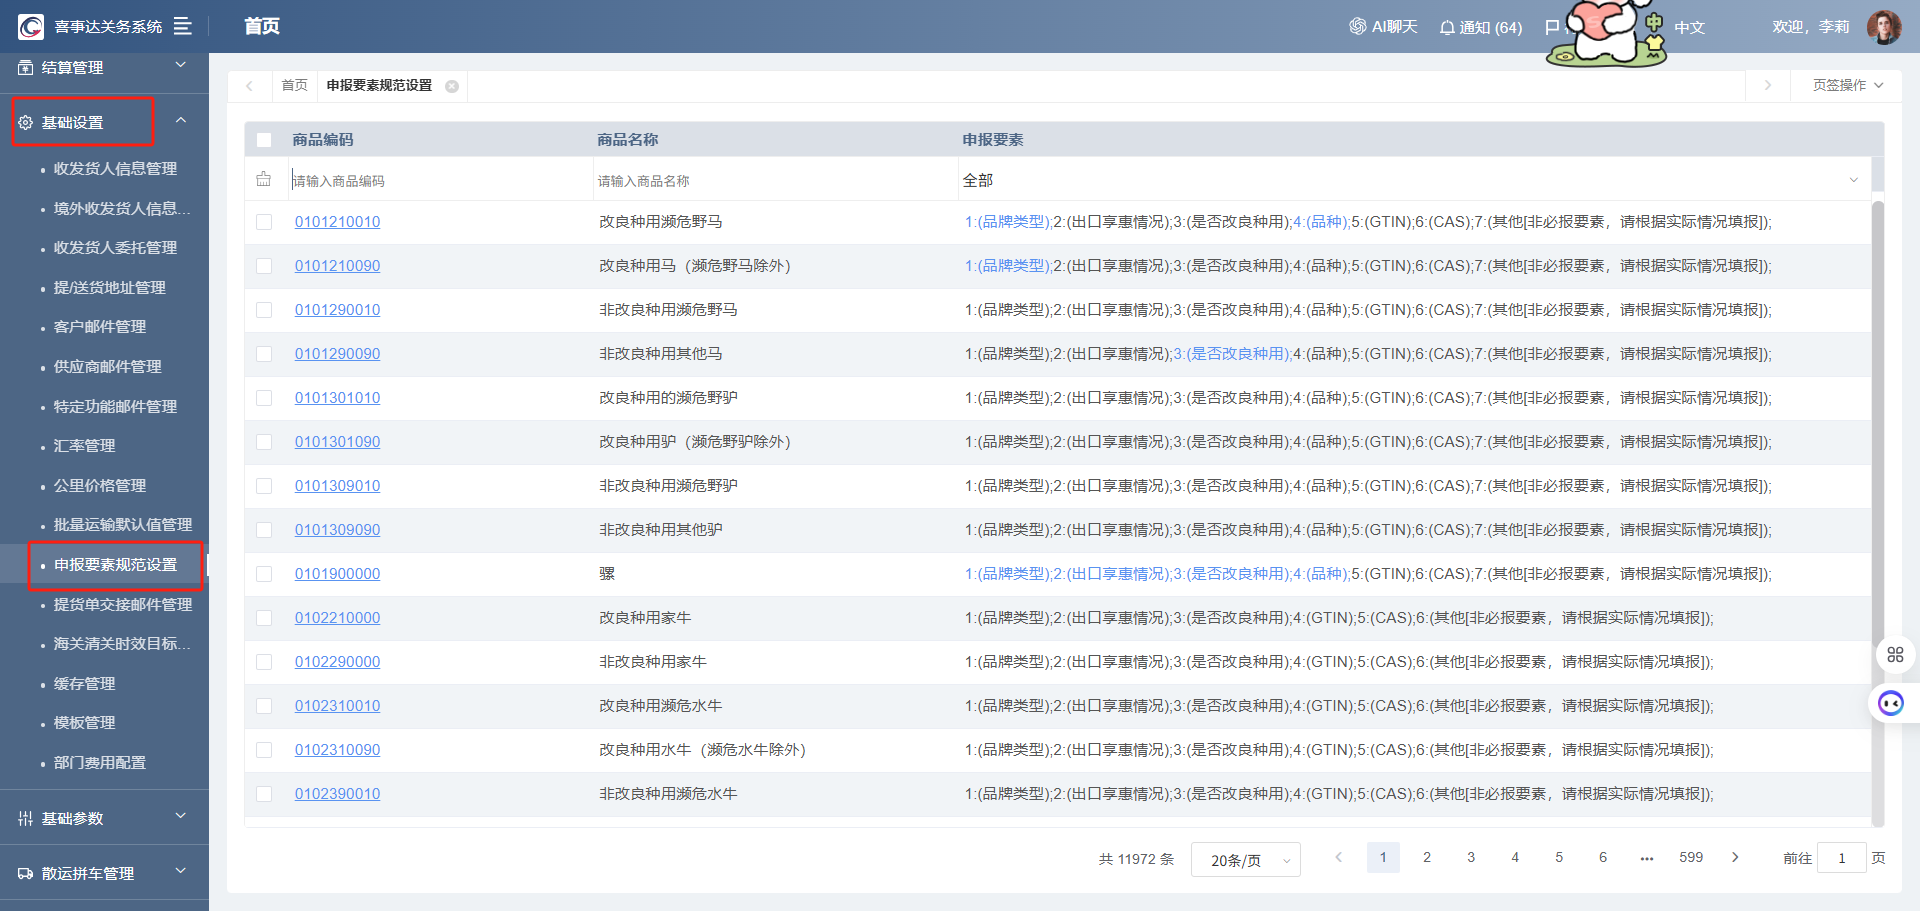 喜事达关务系统
首页
AI聊天
通知 (64)
中
中文
欢迎，李莉
结算管理
基础设置
收发货人信息管理
境外收发货人信息...
收发货人委托管理
提/送货地址管理
客户邮件管理
供应商邮件管理
特定功能邮件管理
汇率管理
公里价格管理
批量运输默认值管理
申报要素规范设置
提货单交接邮件管理
海关清关时效目标...
缓存管理
模板管理
部门费用配置
基础参数
散运拼车管理
首页
申报要素规范设置
页签操作
商品编码 商品名称 申报要素
请输入商品编码 请输入商品名称 全部
0101210010 改良种用濒危野马 1:(品牌类型);2:(出口享惠情况);3:(是否改良种用);4:(品种);5:(GTIN);6:(CAS);7:(其他[非必报要素，请根据实际情况填报]);
0101210090 改良种用马（濒危野马除外） 1:(品牌类型);2:(出口享惠情况);3:(是否改良种用);4:(品种);5:(GTIN);6:(CAS);7:(其他[非必报要素，请根据实际情况填报]);
0101290010 非改良种用濒危野马 1:(品牌类型);2:(出口享惠情况);3:(是否改良种用);4:(品种);5:(GTIN);6:(CAS);7:(其他[非必报要素，请根据实际情况填报]);
0101290090 非改良种用其他马 1:(品牌类型);2:(出口享惠情况);3:(是否改良种用);4:(品种);5:(GTIN);6:(CAS);7:(其他[非必报要素，请根据实际情况填报]);
0101301010 改良种用的濒危野驴 1:(品牌类型);2:(出口享惠情况);3:(是否改良种用);4:(品种);5:(GTIN);6:(CAS);7:(其他[非必报要素，请根据实际情况填报]);
0101301090 改良种用驴（濒危野驴除外） 1:(品牌类型);2:(出口享惠情况);3:(是否改良种用);4:(品种);5:(GTIN);6:(CAS);7:(其他[非必报要素，请根据实际情况填报]);
0101309010 非改良种用濒危野驴 1:(品牌类型);2:(出口享惠情况);3:(是否改良种用);4:(品种);5:(GTIN);6:(CAS);7:(其他[非必报要素，请根据实际情况填报]);
0101309090 非改良种用其他驴 1:(品牌类型);2:(出口享惠情况);3:(是否改良种用);4:(品种);5:(GTIN);6:(CAS);7:(其他[非必报要素，请根据实际情况填报]);
0101900000 骡 1:(品牌类型);2:(出口享惠情况);3:(是否改良种用);4:(品种);5:(GTIN);6:(CAS);7:(其他[非必报要素，请根据实际情况填报]);
0102210000 改良种用家牛 1:(品牌类型);2:(出口享惠情况);3:(是否改良种用);4:(GTIN);5:(CAS);6:(其他[非必报要素，请根据实际情况填报]);
0102290000 非改良种用家牛 1:(品牌类型);2:(出口享惠情况);3:(是否改良种用);4:(GTIN);5:(CAS);6:(其他[非必报要素，请根据实际情况填报]);
0102310010 改良种用濒危水牛 1:(品牌类型);2:(出口享惠情况);3:(是否改良种用);4:(GTIN);5:(CAS);6:(其他[非必报要素，请根据实际情况填报]);
0102310090 改良种用水牛（濒危水牛除外） 1:(品牌类型);2:(出口享惠情况);3:(是否改良种用);4:(GTIN);5:(CAS);6:(其他[非必报要素，请根据实际情况填报]);
0102390010 非改良种用濒危水牛 1:(品牌类型);2:(出口享惠情况);3:(是否改良种用);4:(GTIN);5:(CAS);6:(其他[非必报要素，请根据实际情况填报]);
共 11972 条 20条/页 1 2 3 4 5 6 ... 599 前往 1 页